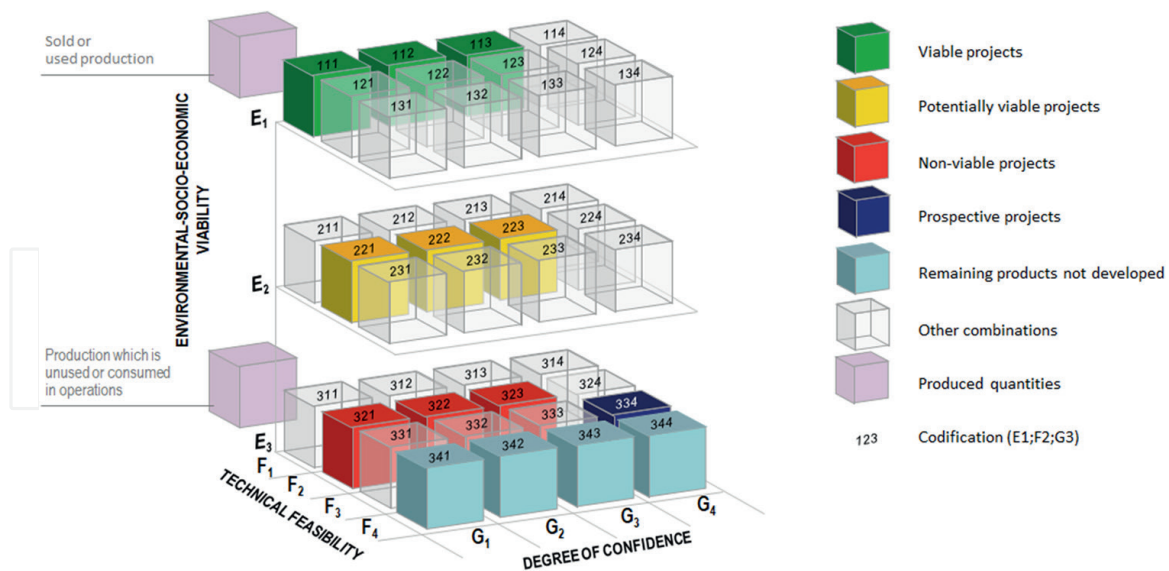 Sold or
used production
ENVIRONMENTAL-SOCIO-ECONOMIC
VIABILITY
E1
111
112
113
114
121
122
123
124
131
132
133
134
E2
211
212
213
214
221
222
223
224
231
232
233
234
Production which is
unused or consumed
in operations
E3
311
312
313
314
321
322
323
324
331
332
333
334
341
342
343
344
F1
F2
F3
F4
TECHNICAL FEASIBILITY
G1
G2
G3
G4
DEGREE OF CONFIDENCE
Viable projects
Potentially viable projects
Non-viable projects
Prospective projects
Remaining products not developed
Other combinations
Produced quantities
123
Codification (E1;F2;G3)